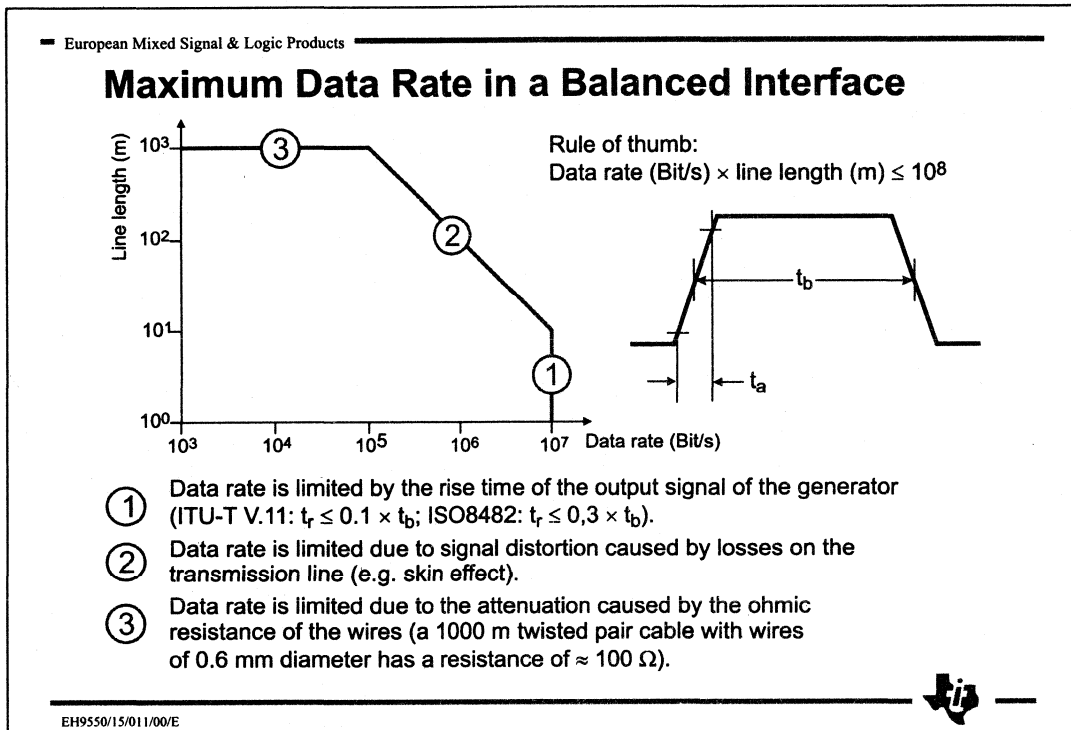 European Mixed Signal & Logic Products
Maximum Data Rate in a Balanced Interface
Line length (m)
10³
10²
10¹
10⁰
3
2
1
10³ 10⁴ 10⁵ 10⁶ 10⁷ Data rate (Bit/s)
Rule of thumb:
Data rate (Bit/s) × line length (m) ≤ 10⁸
t_b
t_a
1 Data rate is limited by the rise time of the output signal of the generator
(ITU-T V.11: t_r ≤ 0.1 × t_b; ISO8482: t_r ≤ 0,3 × t_b).
2 Data rate is limited due to signal distortion caused by losses on the
transmission line (e.g. skin effect).
3 Data rate is limited due to the attenuation caused by the ohmic
resistance of the wires (a 1000 m twisted pair cable with wires
of 0.6 mm diameter has a resistance of ≈ 100 Ω).
EH9550/15/011/00/E